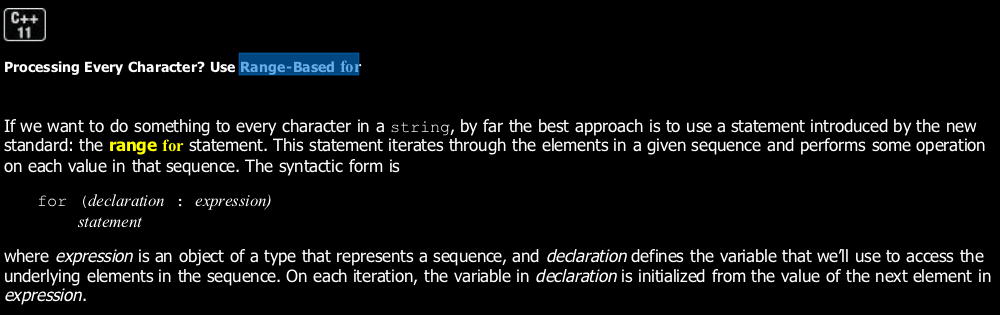 C++
11
Processing Every Character? Use Range-Based for
If we want to do something to every character in a string, by far the best approach is to use a statement introduced by the new
standard: the range for statement. This statement iterates through the elements in a given sequence and performs some operation
on each value in that sequence. The syntactic form is
for (declaration : expression)
statement
where expression is an object of a type that represents a sequence, and declaration defines the variable that we’ll use to access the
underlying elements in the sequence. On each iteration, the variable in declaration is initialized from the value of the next element in
expression.